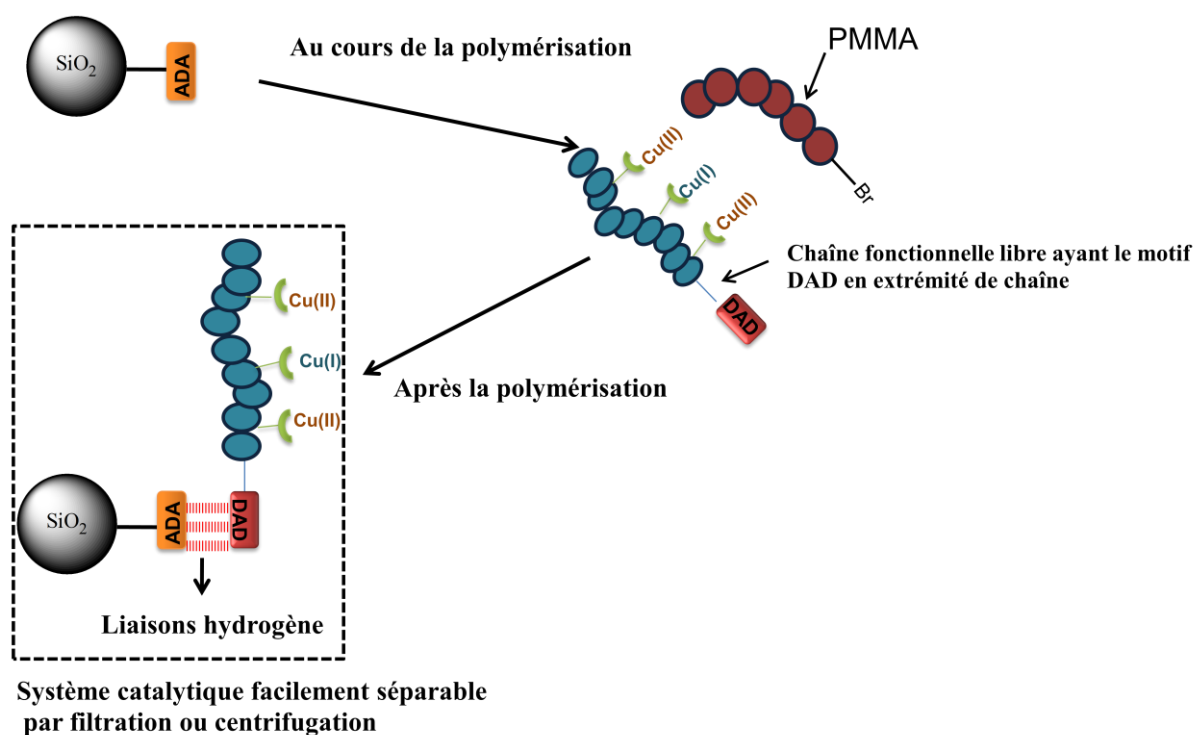 SiO2
ADA
Au cours de la polymérisation
PMMA
Br
Cu(II)
Cu(I)
Cu(II)
Chaîne fonctionnelle libre ayant le motif
DAD en extrémité de chaîne
DAD
Après la polymérisation
Cu(II)
Cu(I)
Cu(II)
SiO2
ADA
DAD
Liaisons hydrogène
Système catalytique facilement séparable
par filtration ou centrifugation